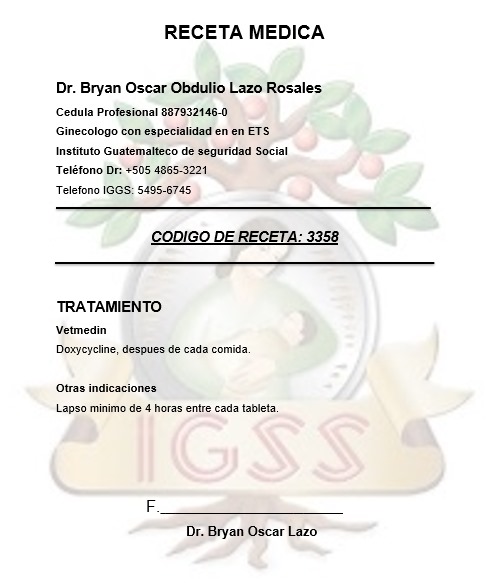 RECETA MEDICA
Dr. Bryan Oscar Obdulio Lazo Rosales
Cedula Profesional 887932146-0
Ginecologo con especialidad en en ETS
Instituto Guatemalteco de seguridad Social
Teléfono Dr: +505 4865-3221
Telefono IGGS: 5495-6745
CODIGO DE RECETA: 3358
TRATAMIENTO
Vetmedin
Doxycycline, despues de cada comida.
Otras indicaciones
Lapso minimo de 4 horas entre cada tableta.
IGSS
F.______________________
Dr. Bryan Oscar Lazo